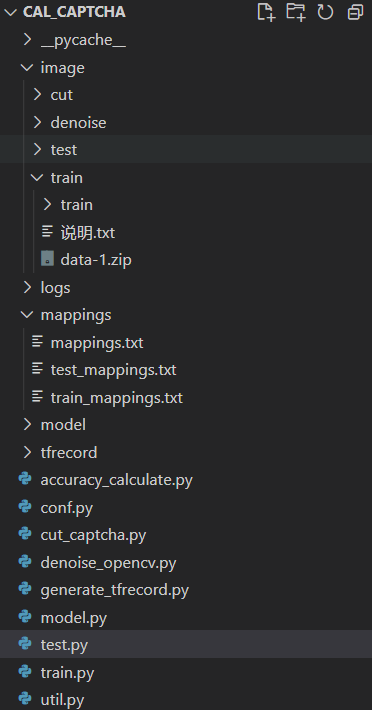 CAL_CAPTCHA
__pycache__
image
cut
denoise
test
train
train
说明.txt
data-1.zip
logs
mappings
mappings.txt
test_mappings.txt
train_mappings.txt
model
tfrecord
accuracy_calculate.py
conf.py
cut_captcha.py
denoise_opencv.py
generate_tfrecord.py
model.py
test.py
train.py
util.py